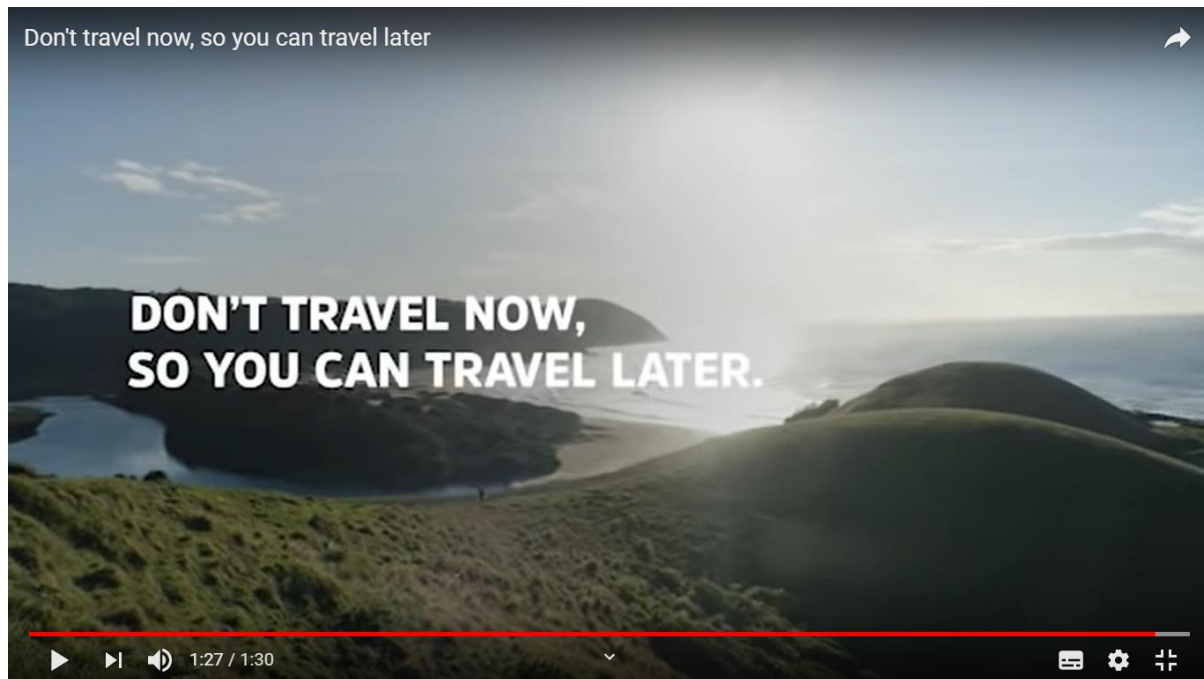 Don't travel now, so you can travel later
DON'T TRAVEL NOW,
SO YOU CAN TRAVEL LATER.
1:27 / 1:30